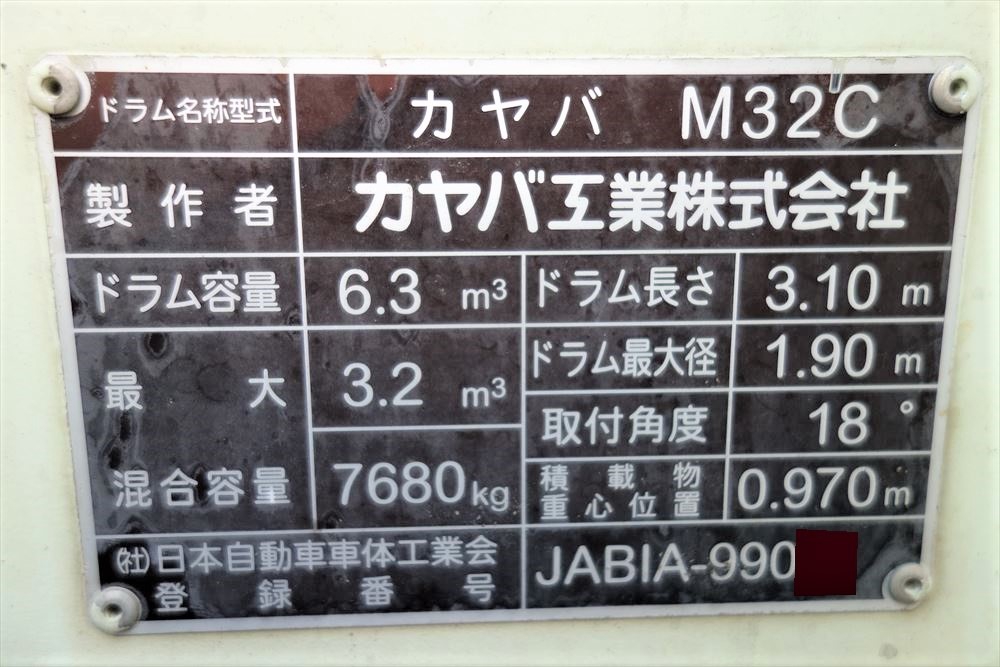 ドラム名称型式 カヤバ M32C
製作者 カヤバ工業株式会社
ドラム容量 6.3 m³ ドラム長さ 3.10 m
最大 3.2 m³ ドラム最大径 1.90 m
取付角度 18°
混合容量 7680kg 積載物 0.970m
重心位置
(社)日本自動車車体工業会 JABIA-990
登録番号